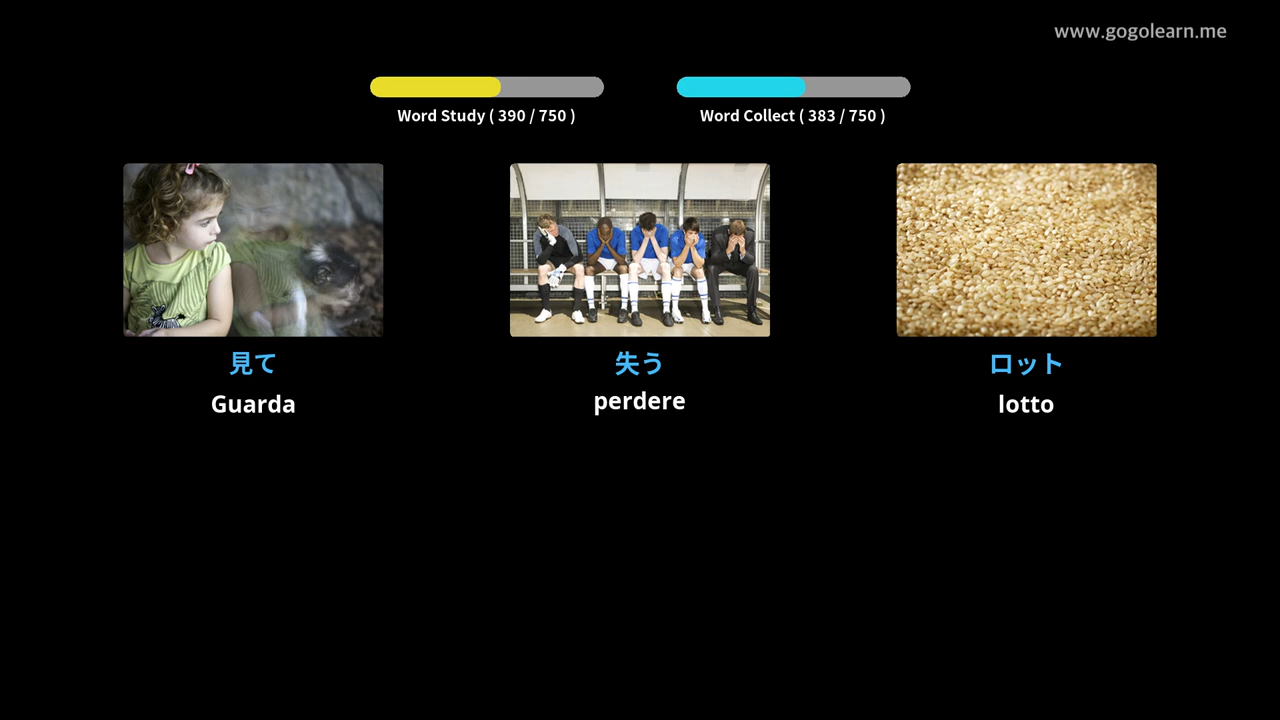 www.gogolearn.me
Word Study ( 390 / 750 )
Word Collect ( 383 / 750 )
見て
失う
ロット
Guarda
perdere
lotto